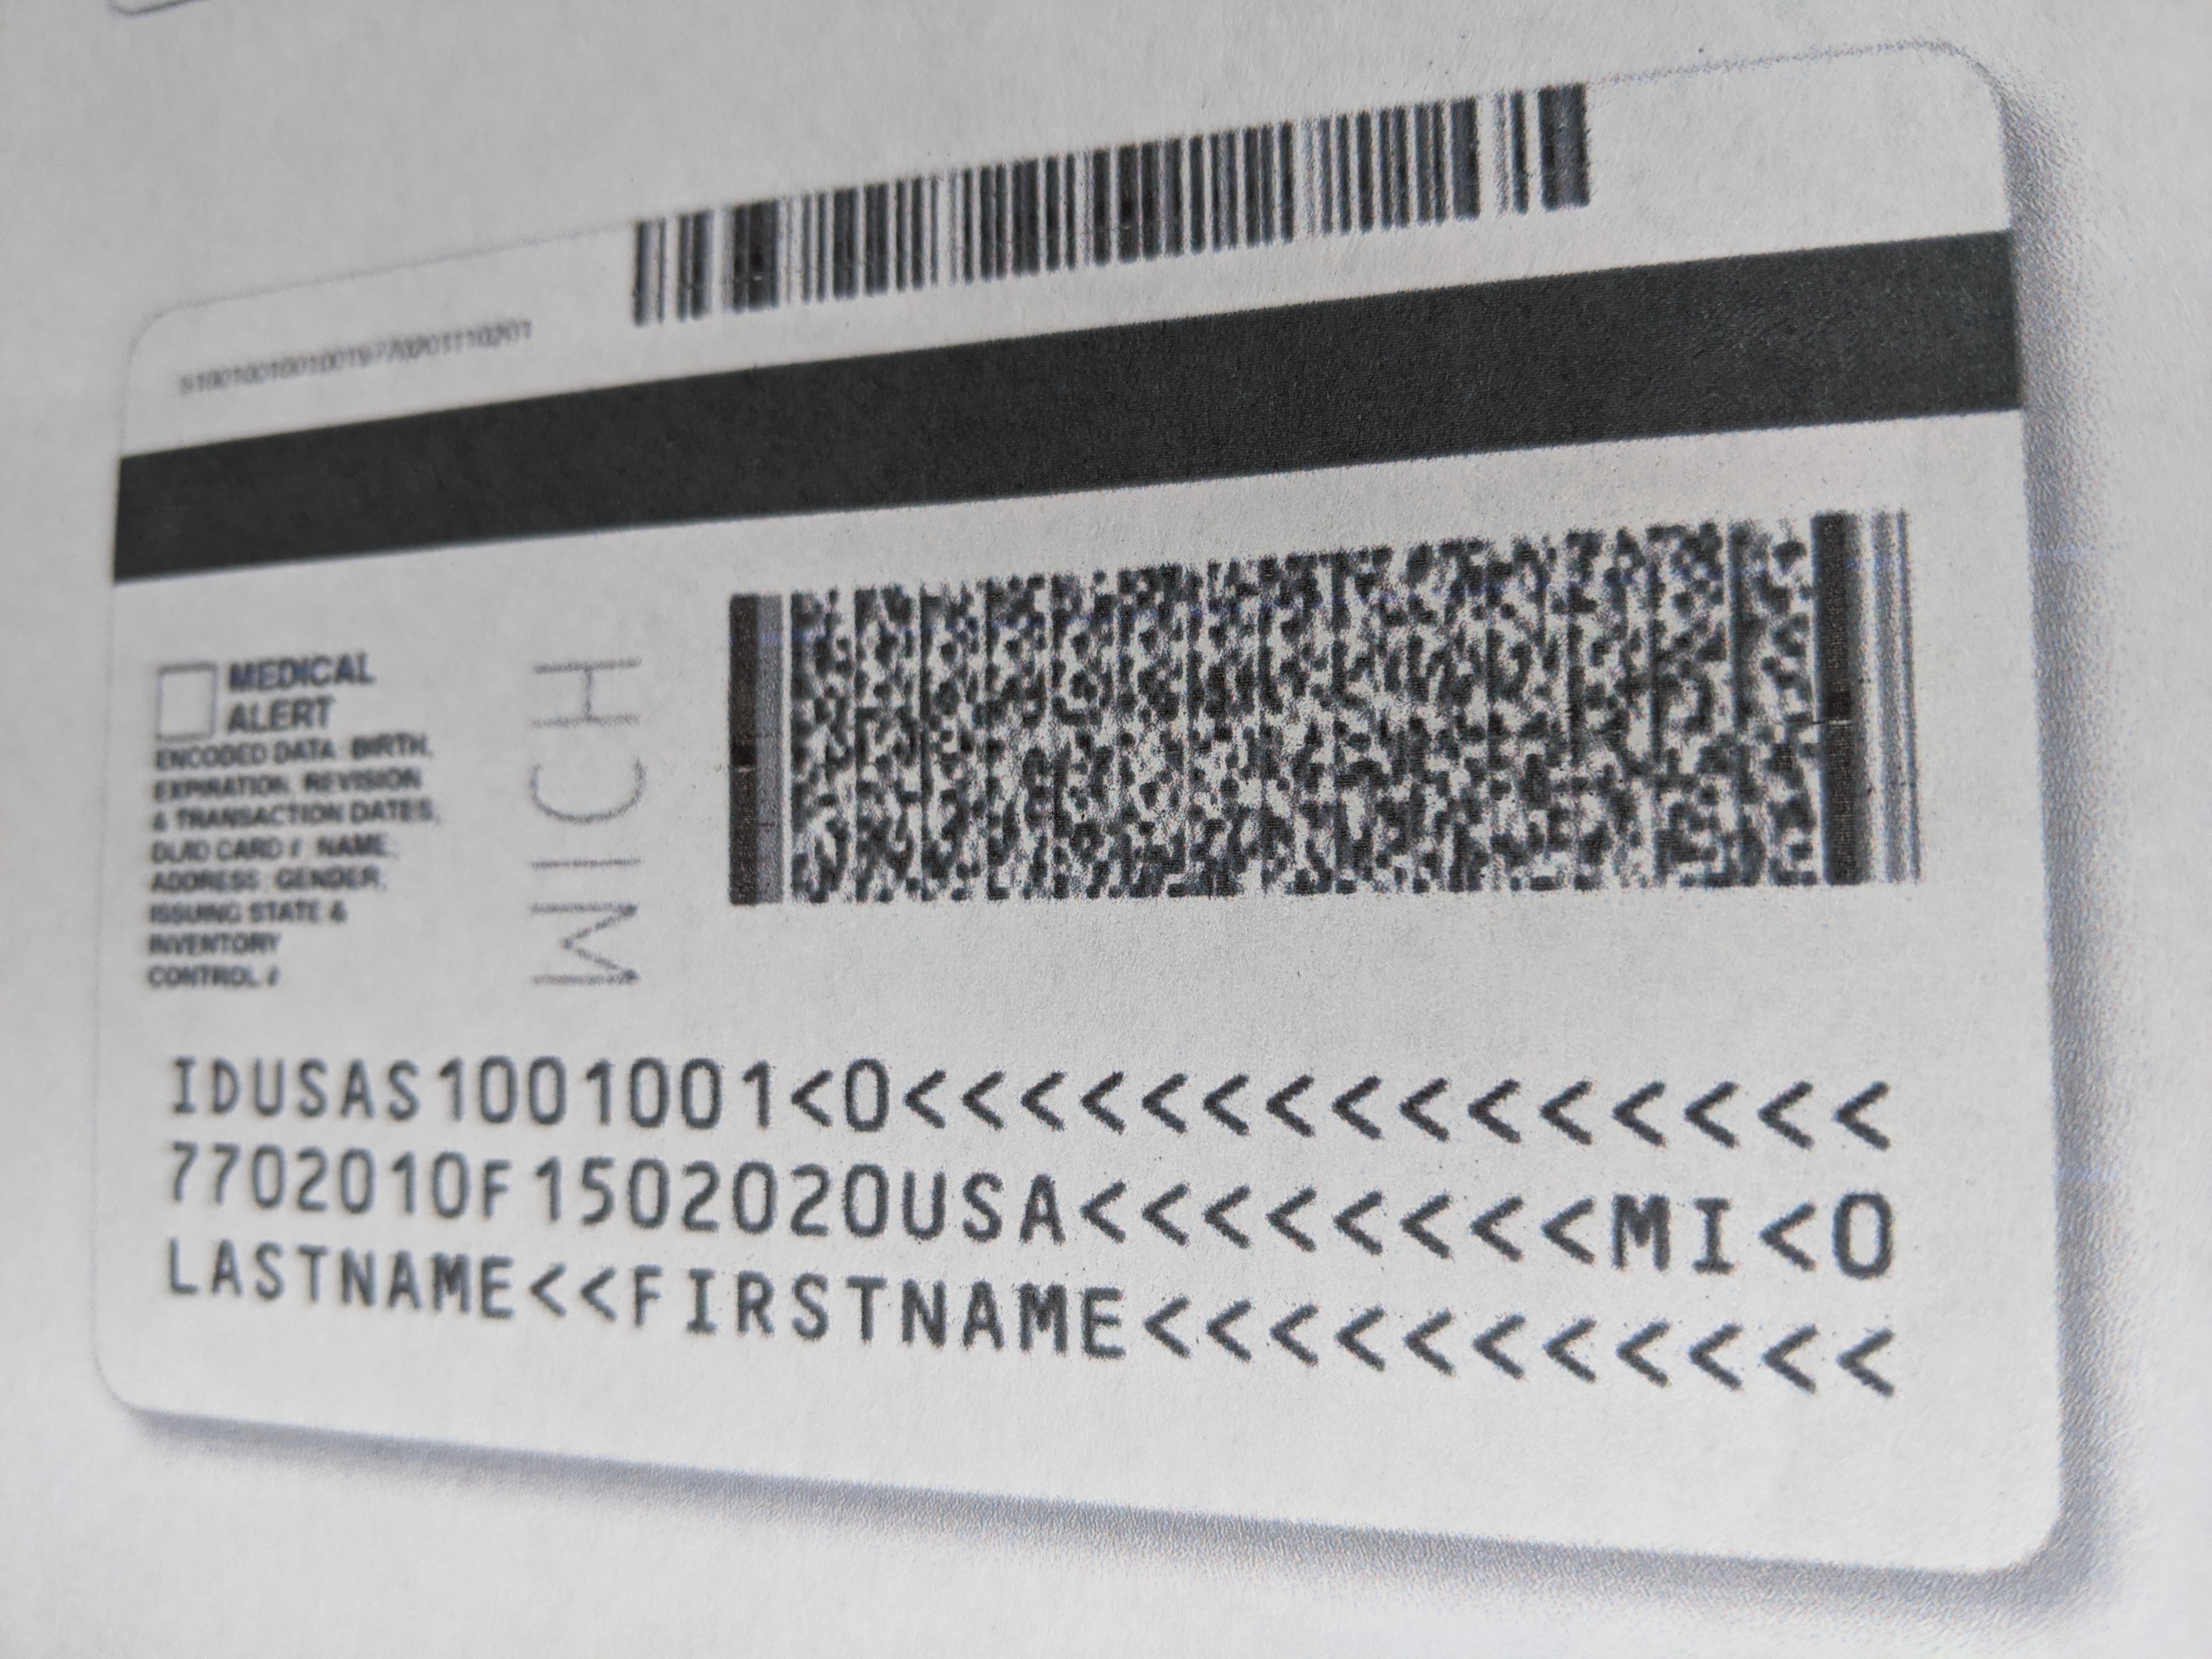 MEDICAL
ALERT
ENCODED DATA: BIRTH,
EXPIRATION, REVISION
& TRANSACTION DATES,
DL/ID CARD #, NAME,
ADDRESS, GENDER,
ISSUING STATE &
INVENTORY
CONTROL #
MICH
IDUSAS1001001<0<<<<<<<<<<<<<<<
7702010F1502020USA<<<<<<<<MI<0
LASTNAME<<FIRSTNAME<<<<<<<<<<<